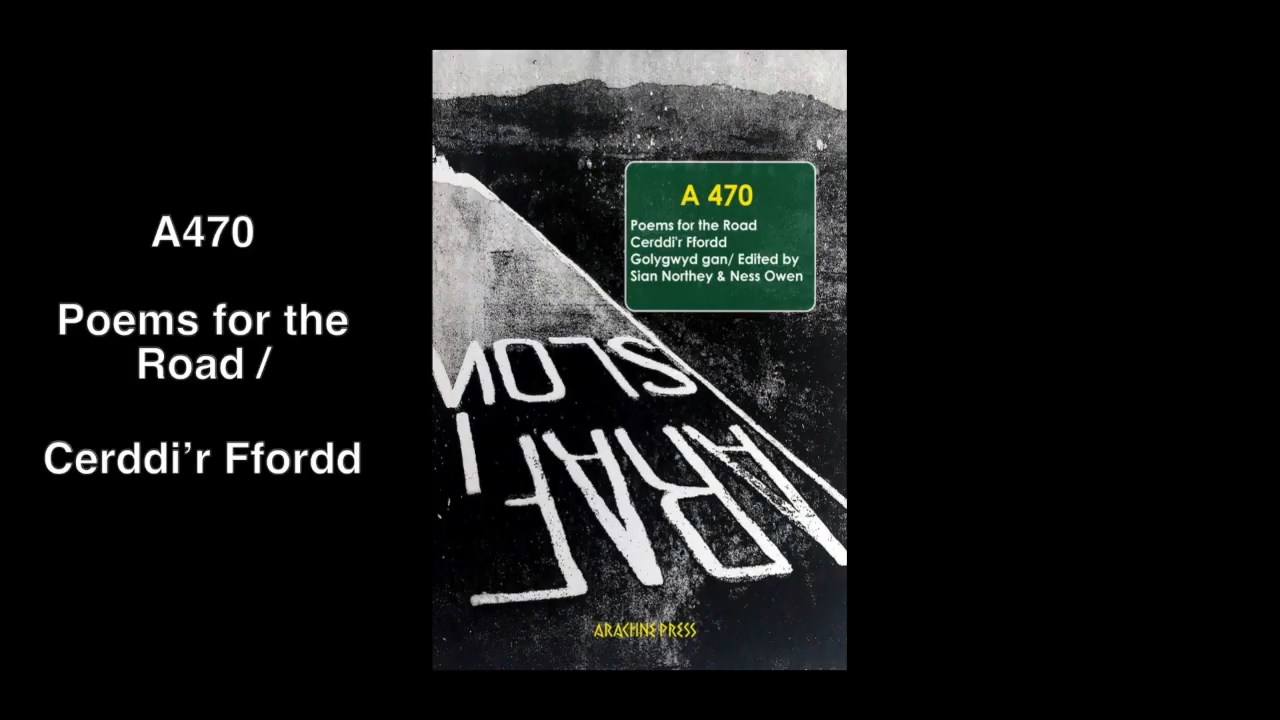 A470
Poems for the
Road /
Cerddi’r Ffordd
A 470
Poems for the Road
Cerddi'r Ffordd
Golygwyd gan/ Edited by
Sian Northey & Ness Owen
SLOW
ARAF
ARACHNE PRESS